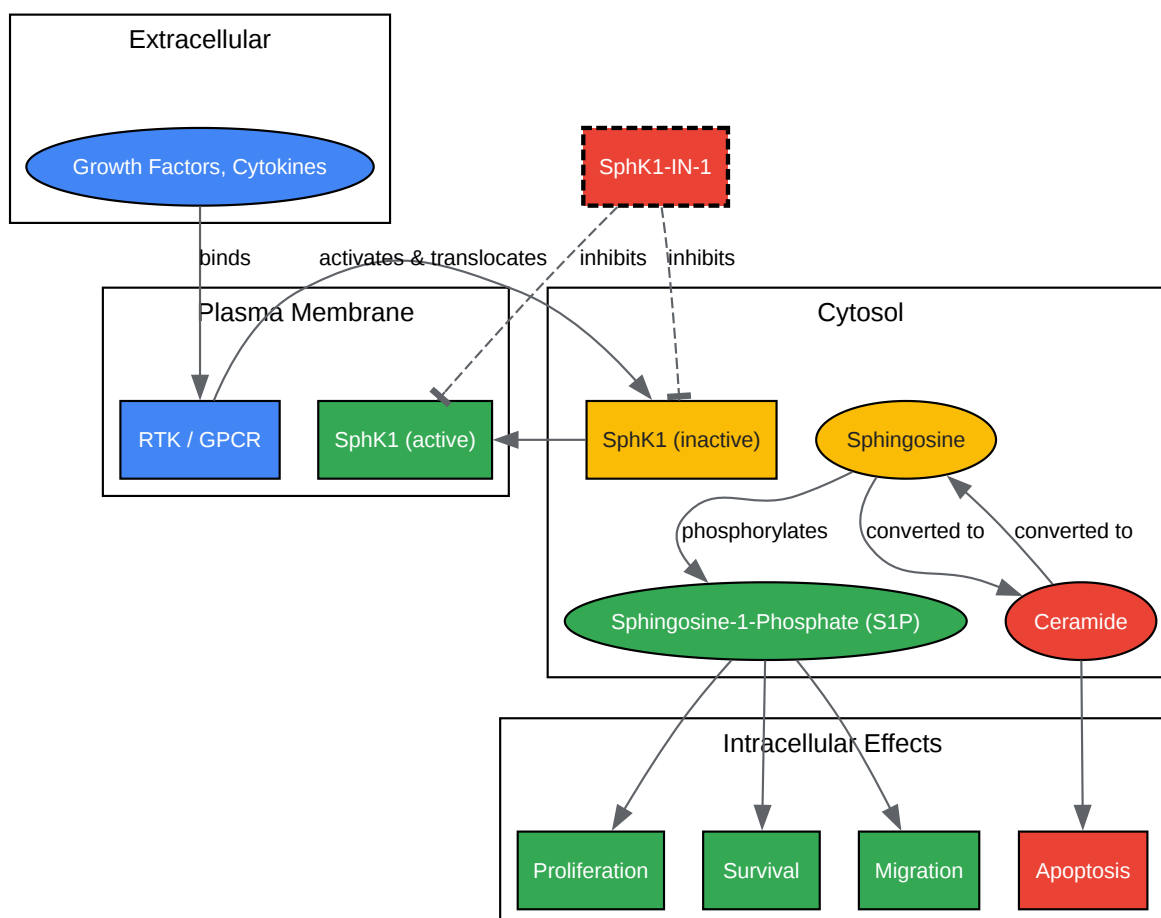 Extracellular
Growth Factors, Cytokines
SphK1-IN-1
binds
activates & translocates
inhibits
inhibits
Plasma Membrane
Cytosol
RTK / GPCR
SphK1 (active)
SphK1 (inactive)
Sphingosine
phosphorylates
converted to
converted to
Sphingosine-1-Phosphate (S1P)
Ceramide
Intracellular Effects
Proliferation
Survival
Migration
Apoptosis